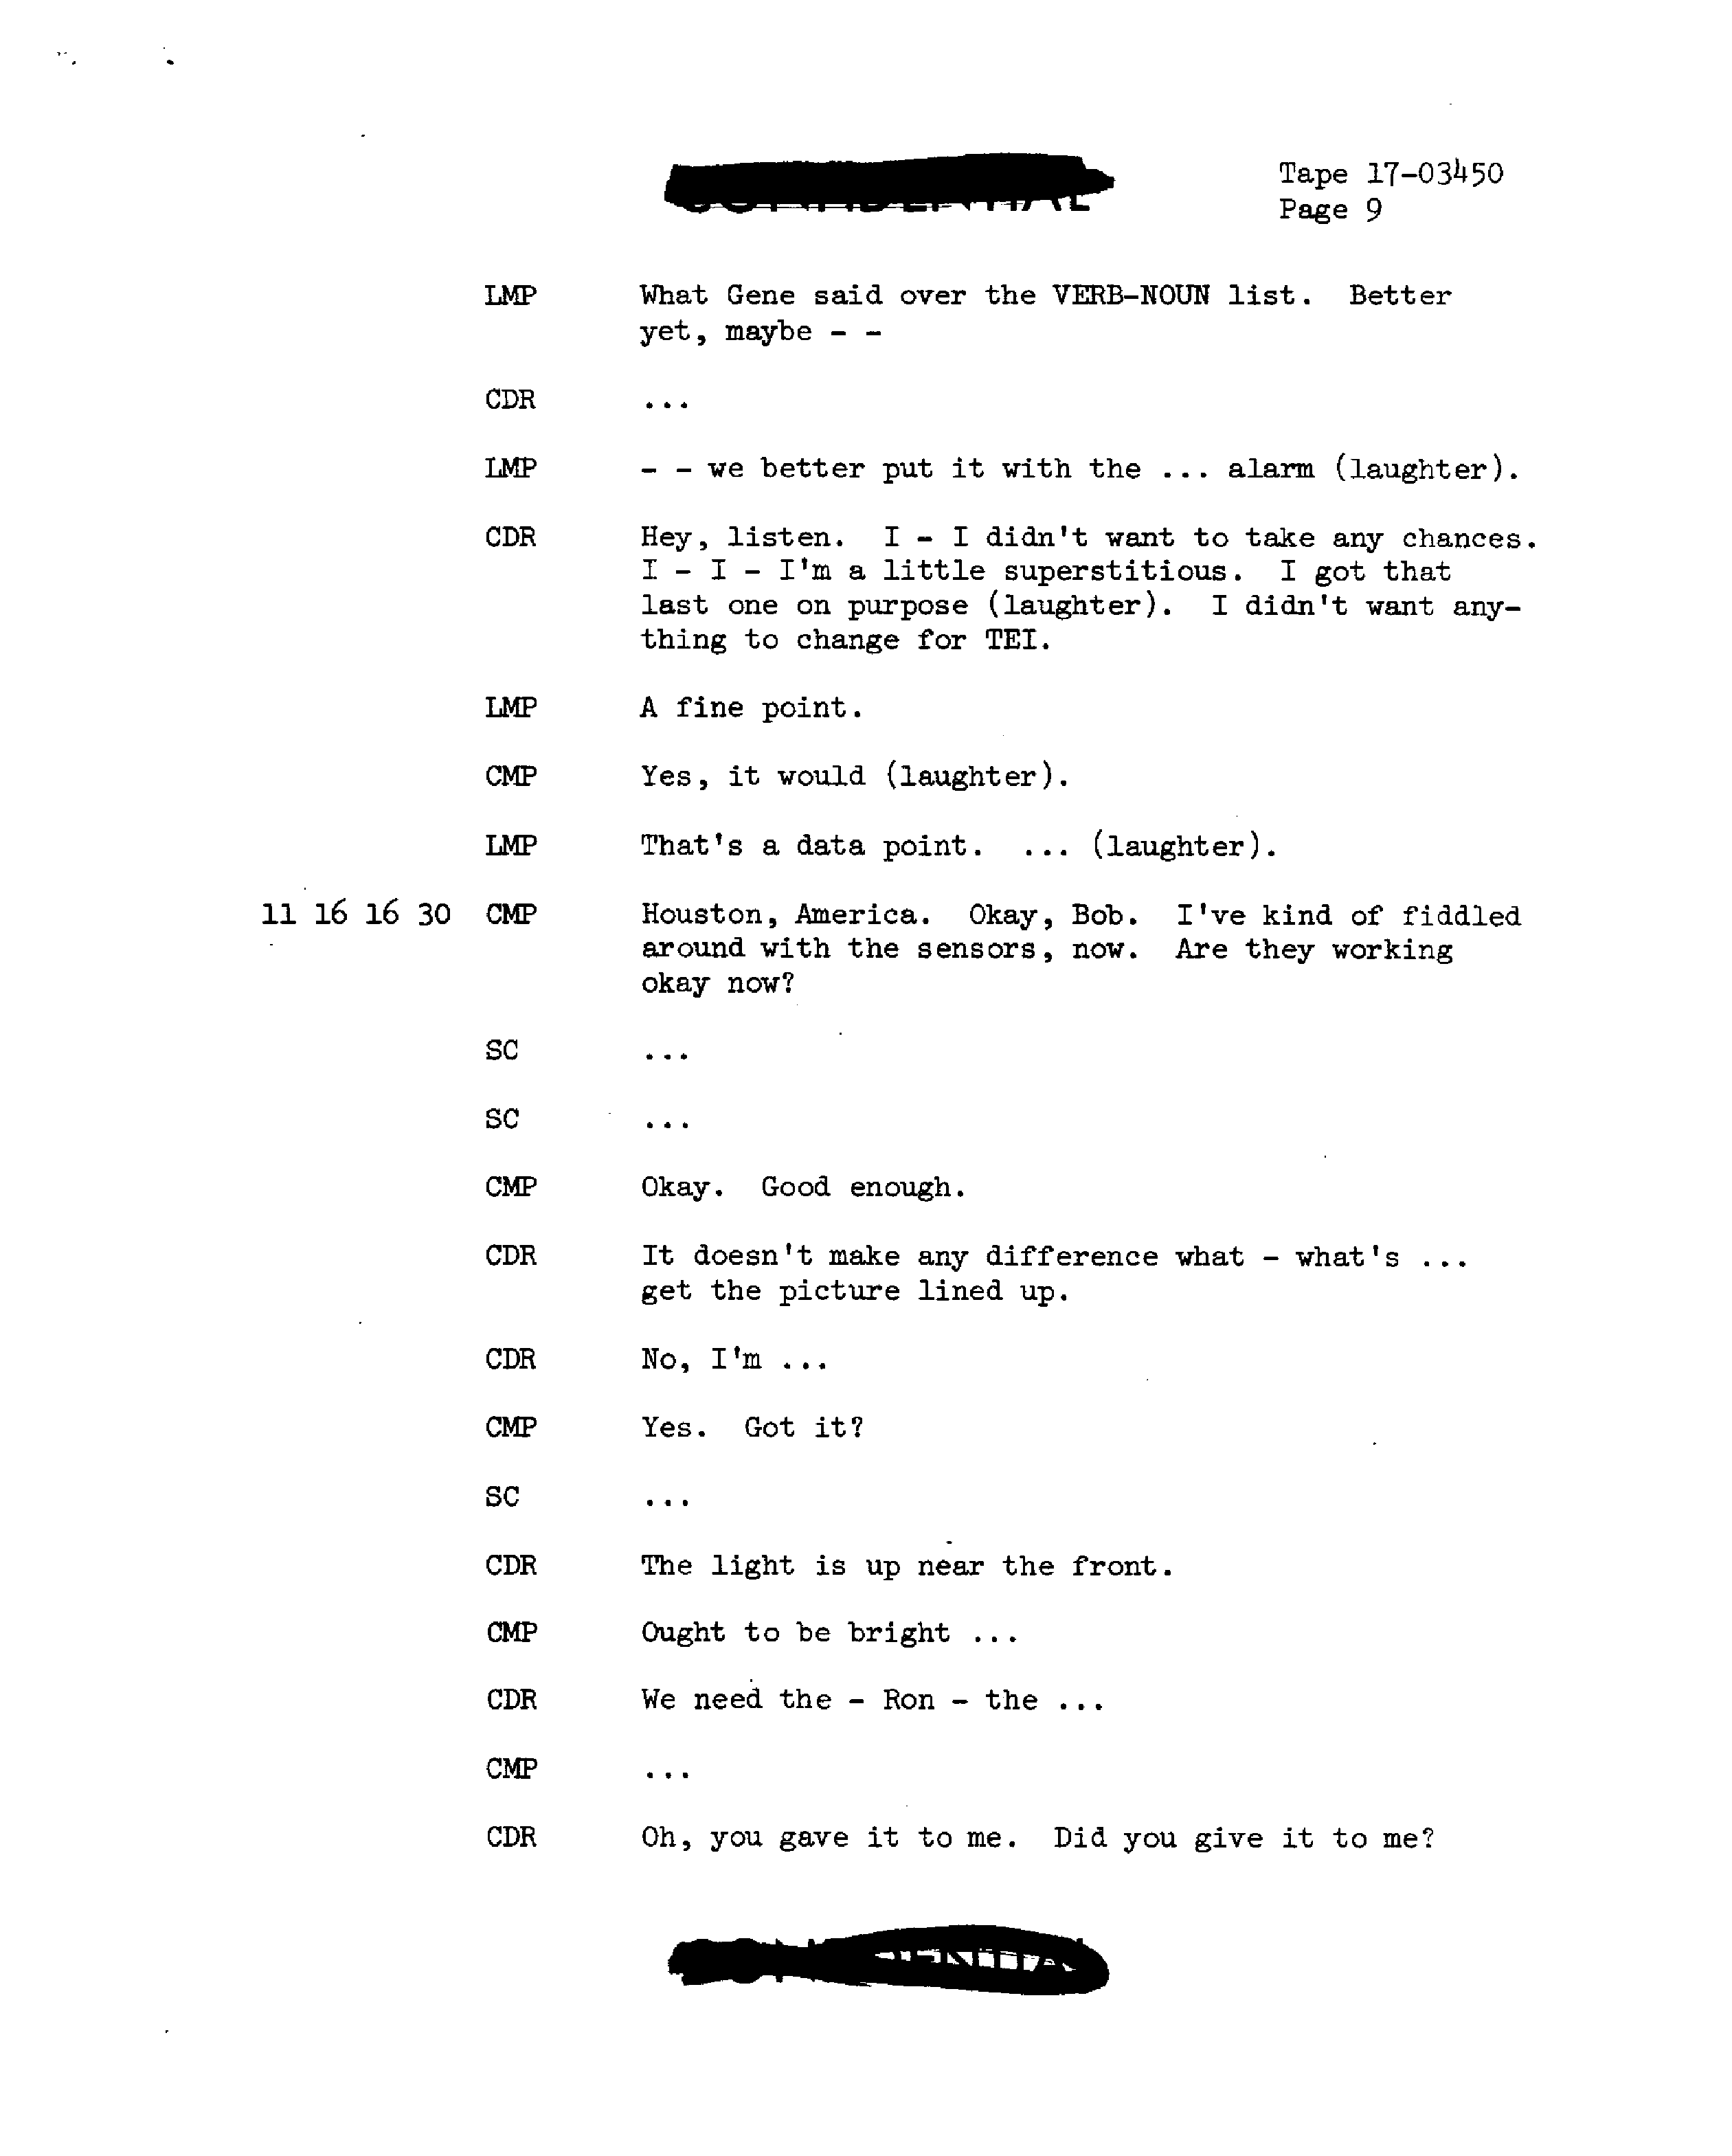 Tape 17-03450
Page 9
LMP What Gene said over the VERB-NOUN list. Better
yet, maybe - -
CDR ...
LMP - - we better put it with the ... alarm (laughter).
CDR Hey, listen. I - I didn't want to take any chances.
I - I - I'm a little superstitious. I got that
last one on purpose (laughter). I didn't want any-
thing to change for TEI.
LMP A fine point.
CMP Yes, it would (laughter).
LMP That's a data point. ... (laughter).
11 16 16 30 CMP Houston, America. Okay, Bob. I've kind of fiddled
around with the sensors, now. Are they working
okay now?
SC ...
SC ...
CMP Okay. Good enough.
CDR It doesn't make any difference what - what's ...
get the picture lined up.
CDR No, I'm ...
CMP Yes. Got it?
SC ...
CDR The light is up near the front.
CMP Ought to be bright ...
CDR We need the - Ron - the ...
CMP ...
CDR Oh, you gave it to me. Did you give it to me?